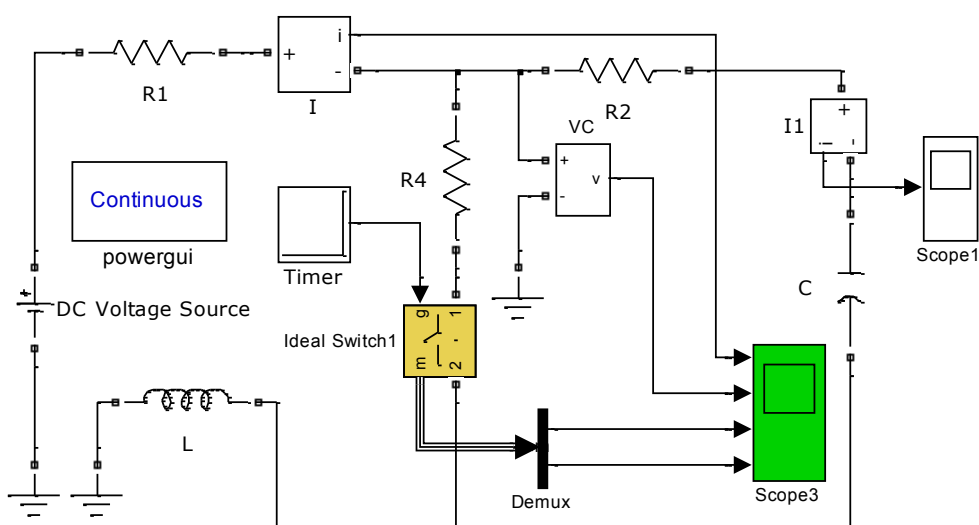 i
+
-
R1
I
R2
+
i -
I1
VC
+
-
v
R4
Continuous
powergui
Timer
Scope1
+
DC Voltage Source
C
Ideal Switch1
g 1
m 2
L
Demux
Scope3